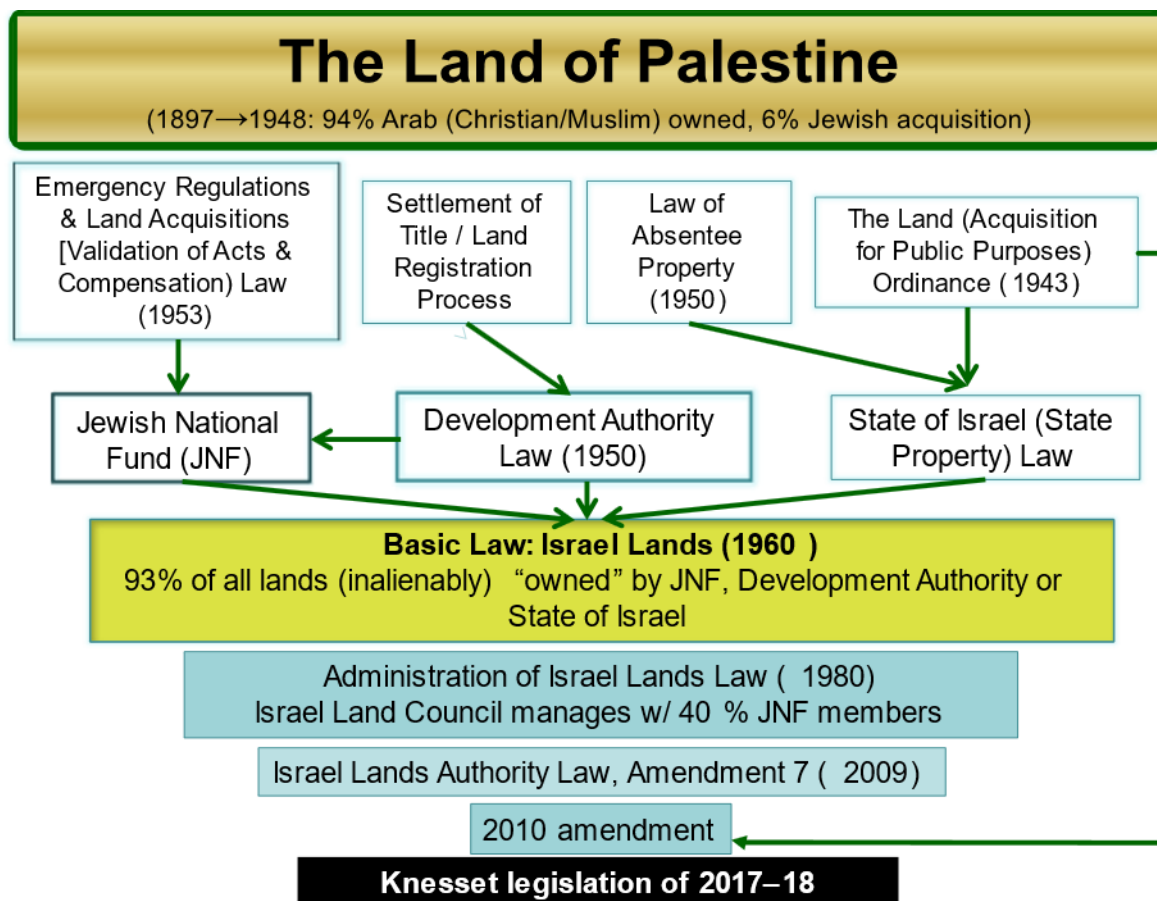 The Land of Palestine
(1897→1948: 94% Arab (Christian/Muslim) owned, 6% Jewish acquisition)
Emergency Regulations
& Land Acquisitions
[Validation of Acts &
Compensation) Law
(1953)
Settlement of
Title / Land
Registration
Process
Law of
Absentee
Property
(1950)
The Land (Acquisition
for Public Purposes)
Ordinance (1943)
Jewish National
Fund (JNF)
Development Authority
Law (1950)
State of Israel (State
Property) Law
Basic Law: Israel Lands (1960 )
93% of all lands (inalienably) “owned” by JNF, Development Authority or
State of Israel
Administration of Israel Lands Law ( 1980)
Israel Land Council manages w/ 40 % JNF members
Israel Lands Authority Law, Amendment 7 ( 2009)
2010 amendment
Knesset legislation of 2017–18